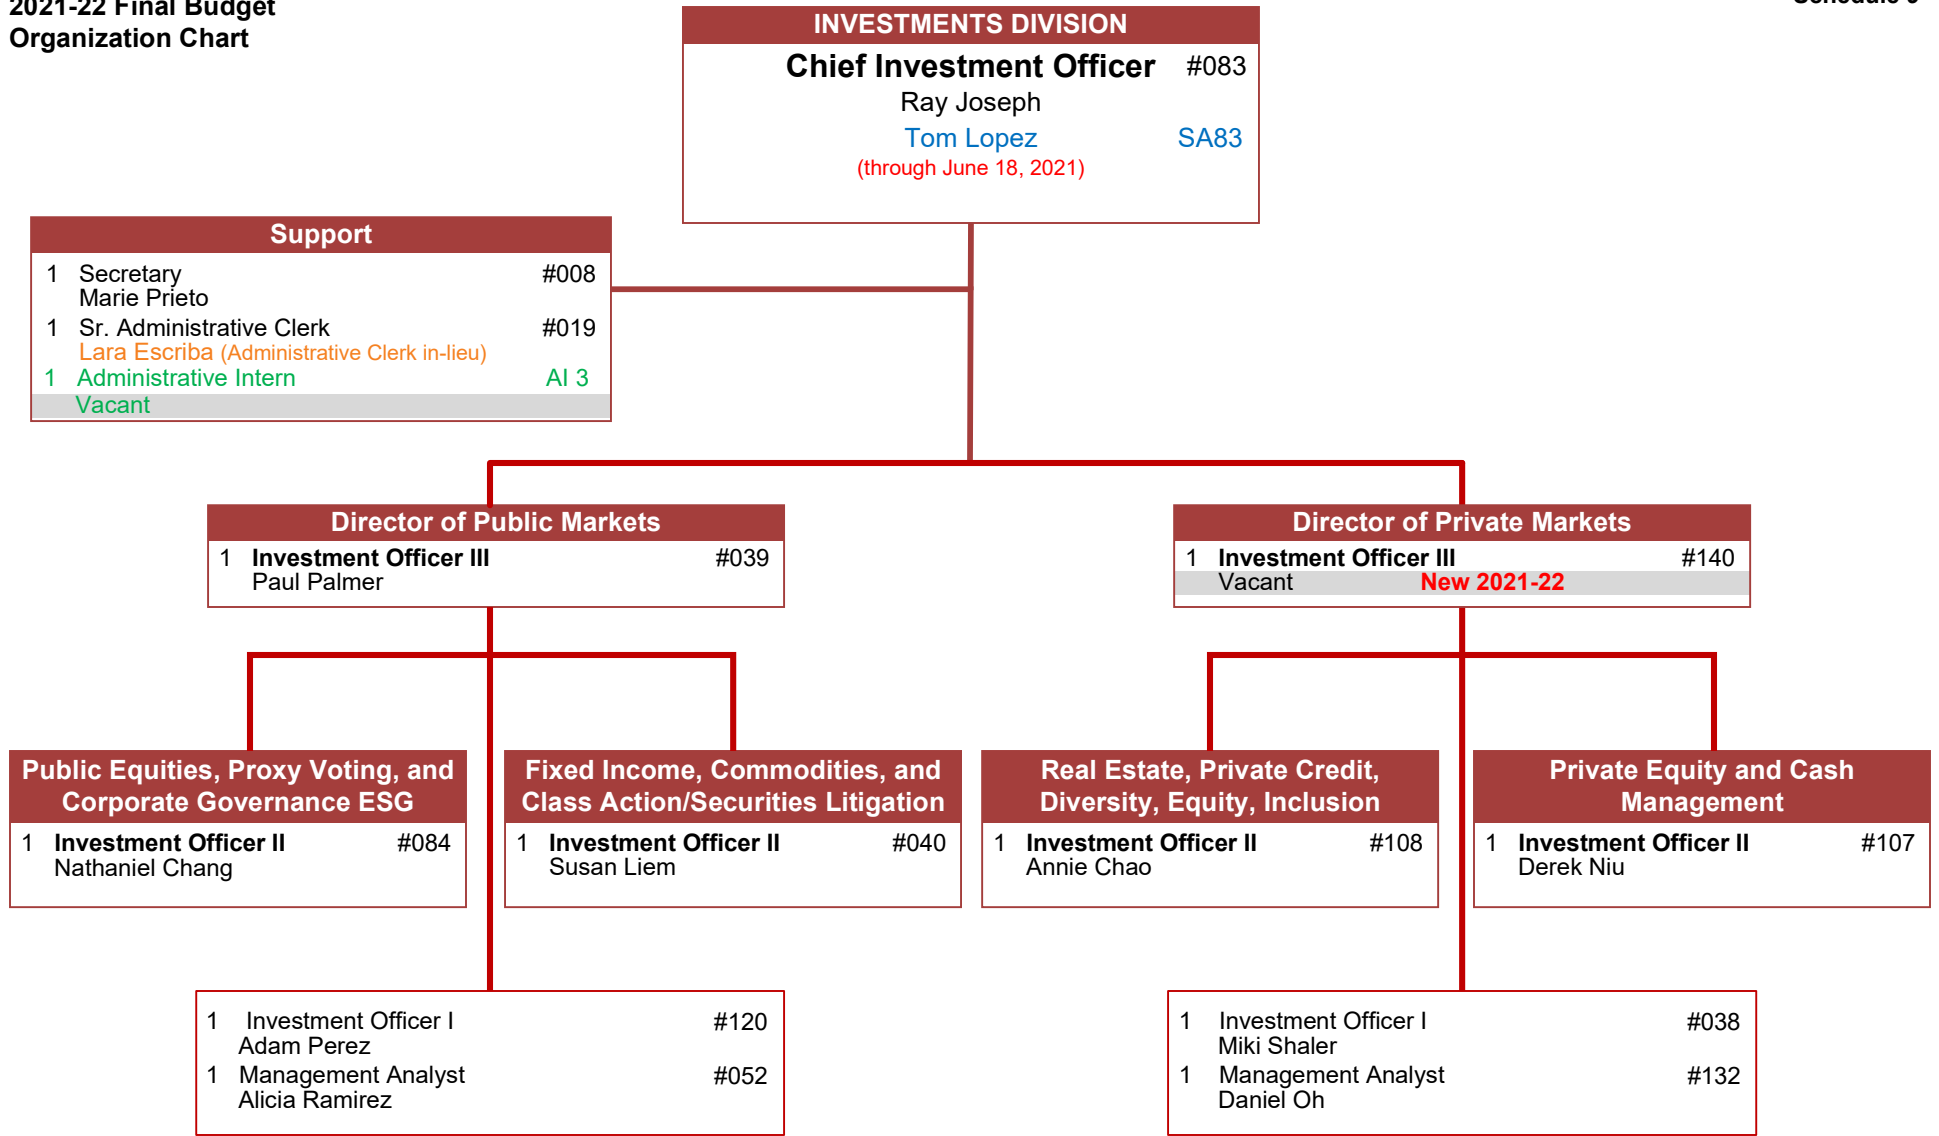 2021-22 Final Budget
Organization Chart
INVESTMENTS DIVISION
Chief Investment Officer #083
Ray Joseph
Tom Lopez SA83
(through June 18, 2021)
Support
1 Secretary #008
Marie Prieto
1 Sr. Administrative Clerk #019
Lara Escriba (Administrative Clerk in-lieu)
1 Administrative Intern AI 3
Vacant
Director of Public Markets
1 Investment Officer III #039
Paul Palmer
Director of Private Markets
1 Investment Officer III #140
Vacant New 2021-22
Public Equities, Proxy Voting, and
Corporate Governance ESG
1 Investment Officer II #084
Nathaniel Chang
Fixed Income, Commodities, and
Class Action/Securities Litigation
1 Investment Officer II #040
Susan Liem
Real Estate, Private Credit,
Diversity, Equity, Inclusion
1 Investment Officer II #108
Annie Chao
Private Equity and Cash
Management
1 Investment Officer II #107
Derek Niu
1 Investment Officer I #120
Adam Perez
1 Management Analyst #052
Alicia Ramirez
1 Investment Officer I #038
Miki Shaler
1 Management Analyst #132
Daniel Oh